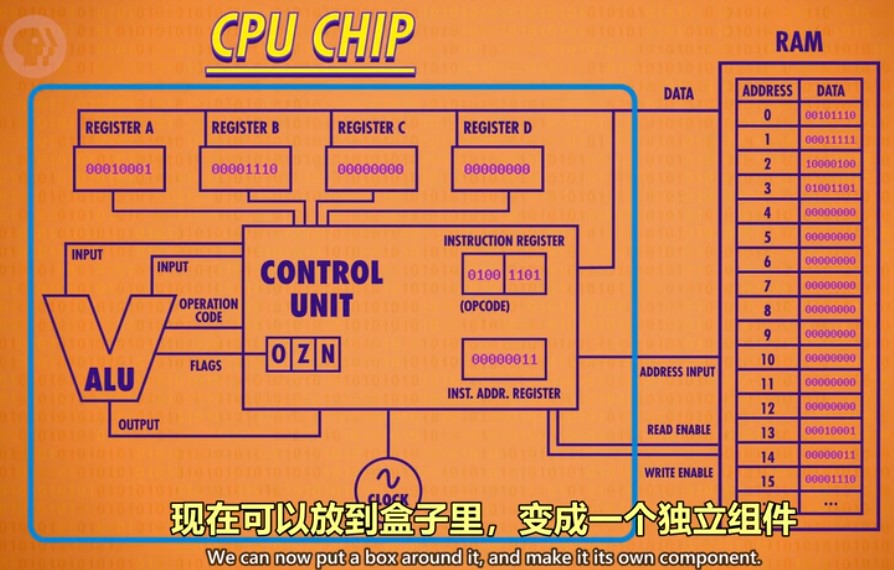 CPU CHIP
RAM
DATA
ADDRESS DATA
0 00101110
1 00011111
2 10000100
3 01001101
4 00000000
5 00000000
6 00000000
7 00000000
8 00000000
9 00000000
10 00000000
11 00000000
12 00000000
13 00010001
14 00000011
15 00001110
...
REGISTER A
00010001
REGISTER B
00001110
REGISTER C
00000000
REGISTER D
00000000
INPUT
INPUT
OPERATION
CODE
FLAGS
ALU
OUTPUT
CONTROL
UNIT
O Z N
INSTRUCTION REGISTER
0100 1101
(OPCODE)
00000011
INST. ADDR. REGISTER
ADDRESS INPUT
READ ENABLE
WRITE ENABLE
CLOCK
现在可以放到盒子里，变成一个独立组件
We can now put a box around it, and make it its own component.